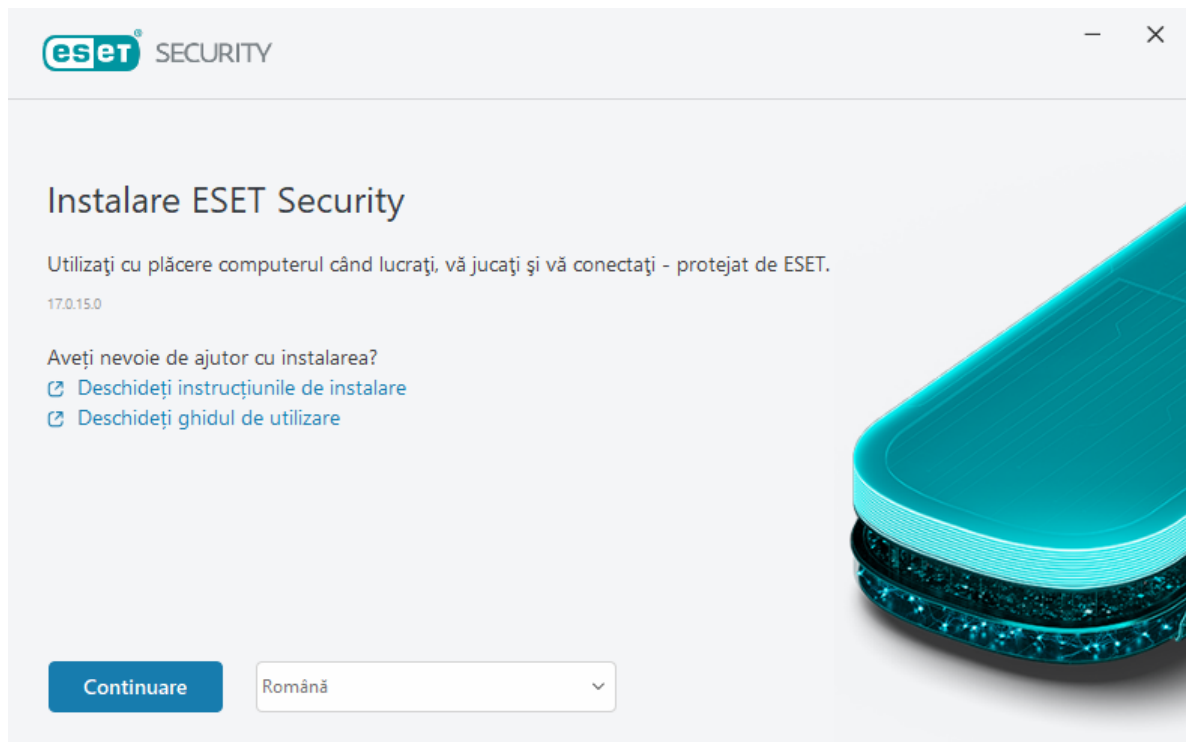 eset® SECURITY
Instalare ESET Security
Utilizaţi cu plăcere computerul când lucraţi, vă jucaţi şi vă conectaţi - protejat de ESET.
17.0.15.0
Aveți nevoie de ajutor cu instalarea?
Deschideți instrucțiunile de instalare
Deschideți ghidul de utilizare
Continuare
Română